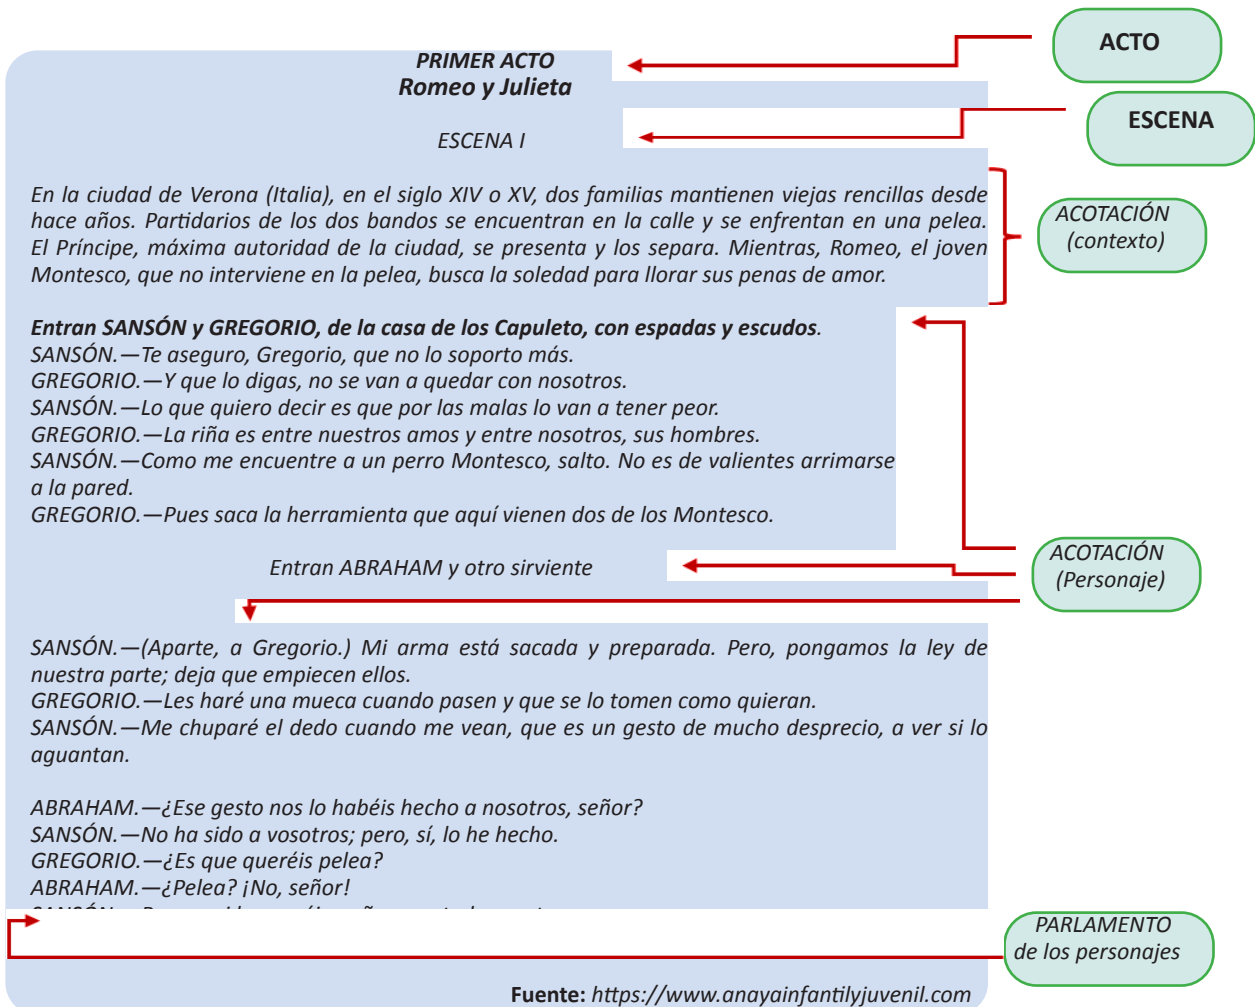 ACTO
PRIMER ACTO
Romeo y Julieta
ESCENA
ESCENA I
En la ciudad de Verona (Italia), en el siglo XIV o XV, dos familias mantienen viejas rencillas desde
hace años. Partidarios de los dos bandos se encuentran en la calle y se enfrentan en una pelea.
El Príncipe, máxima autoridad de la ciudad, se presenta y los separa. Mientras, Romeo, el joven
Montesco, que no interviene en la pelea, busca la soledad para llorar sus penas de amor.
ACOTACIÓN
(contexto)
Entran SANSÓN y GREGORIO, de la casa de los Capuleto, con espadas y escudos.
SANSÓN.—Te aseguro, Gregorio, que no lo soporto más.
GREGORIO.—Y que lo digas, no se van a quedar con nosotros.
SANSÓN.—Lo que quiero decir es que por las malas lo van a tener peor.
GREGORIO.—La riña es entre nuestros amos y entre nosotros, sus hombres.
SANSÓN.—Como me encuentre a un perro Montesco, salto. No es de valientes arrimarse
a la pared.
GREGORIO.—Pues saca la herramienta que aquí vienen dos de los Montesco.
Entran ABRAHAM y otro sirviente
ACOTACIÓN
(Personaje)
SANSÓN.—(Aparte, a Gregorio.) Mi arma está sacada y preparada. Pero, pongamos la ley de
nuestra parte; deja que empiecen ellos.
GREGORIO.—Les haré una mueca cuando pasen y que se lo tomen como quieran.
SANSÓN.—Me chuparé el dedo cuando me vean, que es un gesto de mucho desprecio, a ver si lo
aguantan.
ABRAHAM.—¿Ese gesto nos lo habéis hecho a nosotros, señor?
SANSÓN.—No ha sido a vosotros; pero, sí, lo he hecho.
GREGORIO.—¿Es que queréis pelea?
ABRAHAM.—¿Pelea? ¡No, señor!
PARLAMENTO
de los personajes
Fuente: https://www.anayainfantilyjuvenil.com